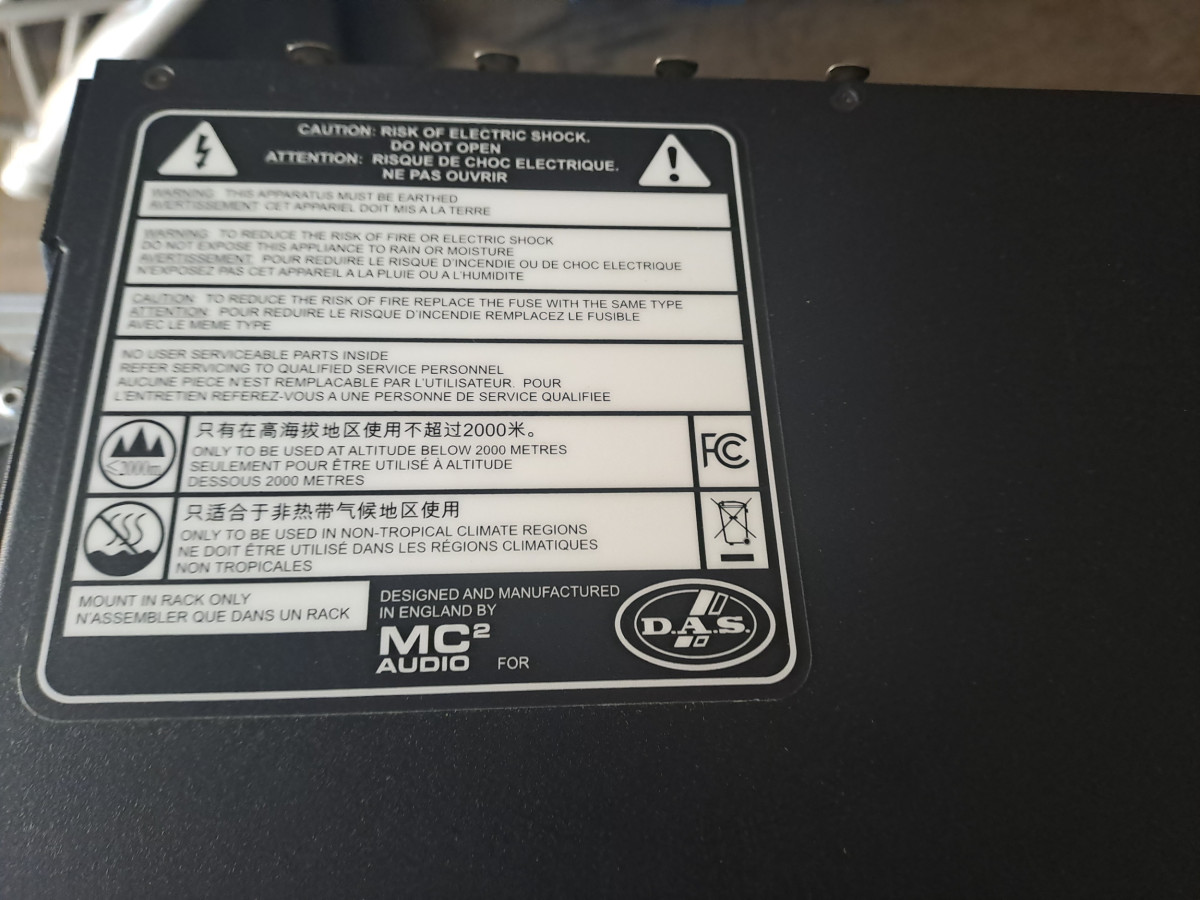 CAUTION: RISK OF ELECTRIC SHOCK.
DO NOT OPEN
ATTENTION: RISQUE DE CHOC ELECTRIQUE.
NE PAS OUVRIR
WARNING: THIS APPARATUS MUST BE EARTHED
AVERTISSEMENT: CET APPARIEL DOIT MIS A LA TERRE
WARNING: TO REDUCE THE RISK OF FIRE OR ELECTRIC SHOCK
DO NOT EXPOSE THIS APPLIANCE TO RAIN OR MOISTURE
AVERTISSEMENT: POUR REDUIRE LE RISQUE D'INCENDIE OU DE CHOC ELECTRIQUE
N'EXPOSEZ PAS CET APPAREIL A LA PLUIE OU A L'HUMIDITE
CAUTION: TO REDUCE THE RISK OF FIRE REPLACE THE FUSE WITH THE SAME TYPE
ATTENTION: POUR REDUIRE LE RISQUE D'INCENDIE REMPLACEZ LE FUSIBLE
AVEC LE MEME TYPE
NO USER SERVICEABLE PARTS INSIDE
REFER SERVICING TO QUALIFIED SERVICE PERSONNEL
AUCUNE PIECE N'EST REMPLACABLE PAR L'UTILISATEUR. POUR
L'ENTRETIEN REFEREZ-VOUS A UNE PERSONNE DE SERVICE QUALIFIEE
≤2000m
只有在高海拔地区使用不超过2000米。
ONLY TO BE USED AT ALTITUDE BELOW 2000 METRES
SEULEMENT POUR ÊTRE UTILISÉ À ALTITUDE
DESSOUS 2000 METRES
FC
只适合于非热带气候地区使用
ONLY TO BE USED IN NON-TROPICAL CLIMATE REGIONS
NE DOIT ÊTRE UTILISÉ DANS LES RÉGIONS CLIMATIQUES
NON TROPICALES
MOUNT IN RACK ONLY
N'ASSEMBLER QUE DANS UN RACK
DESIGNED AND MANUFACTURED
IN ENGLAND BY
MC²
AUDIO FOR
D.A.S.